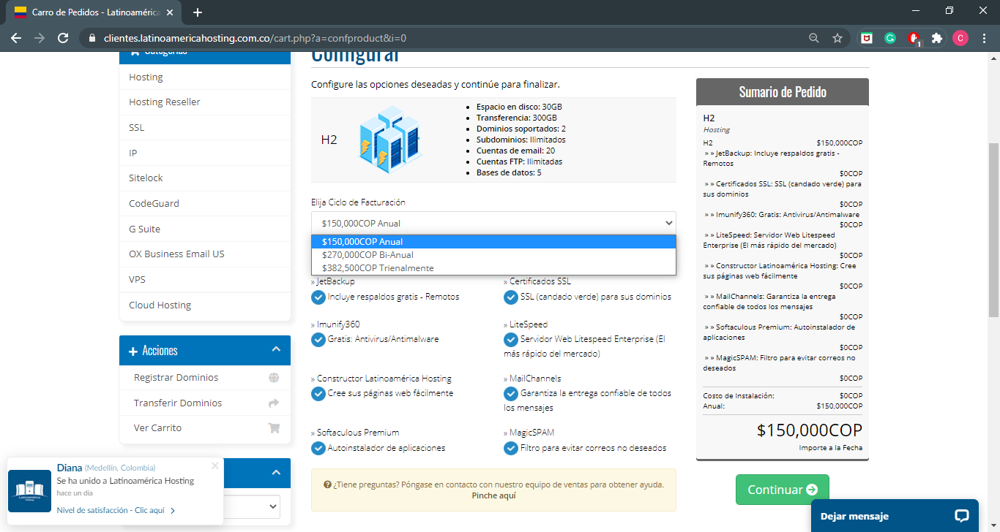 Carro de Pedidos - Latinoamérica
clientes.latinoamericahosting.com.co/cart.php?a=confproduct&i=0
1
C
Categorías
Hosting
Hosting Reseller
SSL
IP
Sitelock
CodeGuard
G Suite
OX Business Email US
VPS
Cloud Hosting
Acciones
Registrar Dominios
Transferir Dominios
Ver Carrito
Configurar
Configure las opciones deseadas y continúe para finalizar.
H2
Espacio en disco: 30GB
Transferencia: 300GB
Dominios soportados: 2
Subdominios: Ilimitados
Cuentas de email: 20
Cuentas FTP: Ilimitadas
Bases de datos: 5
Elija Ciclo de Facturación
$150,000COP Anual
$150,000COP Anual
$270,000COP Bi-Anual
$382,500COP Trienalmente
» JetBackup
Incluye respaldos gratis - Remotos
» Certificados SSL
SSL (candado verde) para sus dominios
» Imunify360
Gratis: Antivirus/Antimalware
» LiteSpeed
Servidor Web Litespeed Enterprise (El
más rápido del mercado)
» Constructor Latinoamérica Hosting
Cree sus páginas web fácilmente
» MailChannels
Garantiza la entrega confiable de todos
los mensajes
» Softaculous Premium
Autoinstalador de aplicaciones
» MagicSPAM
Filtro para evitar correos no deseados
¿Tiene preguntas? Póngase en contacto con nuestro equipo de ventas para obtener ayuda.
Pinche aquí
Sumario de Pedido
H2
Hosting
H2 $150,000COP
» » JetBackup: Incluye respaldos gratis -
Remotos
$0COP
» » Certificados SSL: SSL (candado verde) para
sus dominios
$0COP
» » Imunify360: Gratis: Antivirus/Antimalware
$0COP
» » LiteSpeed: Servidor Web Litespeed
Enterprise (El más rápido del mercado)
$0COP
» » Constructor Latinoamérica Hosting: Cree
sus páginas web fácilmente
$0COP
» » MailChannels: Garantiza la entrega
confiable de todos los mensajes
$0COP
» » Softaculous Premium: Autoinstalador de
aplicaciones
$0COP
» » MagicSPAM: Filtro para evitar correos no
deseados
$0COP
Costo de Instalación: $0COP
Anual: $150,000COP
$150,000COP
Importe a la Fecha
Continuar
Dejar mensaje
Latinoamérica
Hosting
Diana (Medellín, Colombia)
Se ha unido a Latinoamérica Hosting
hace un día
Nivel de satisfacción - Clic aquí